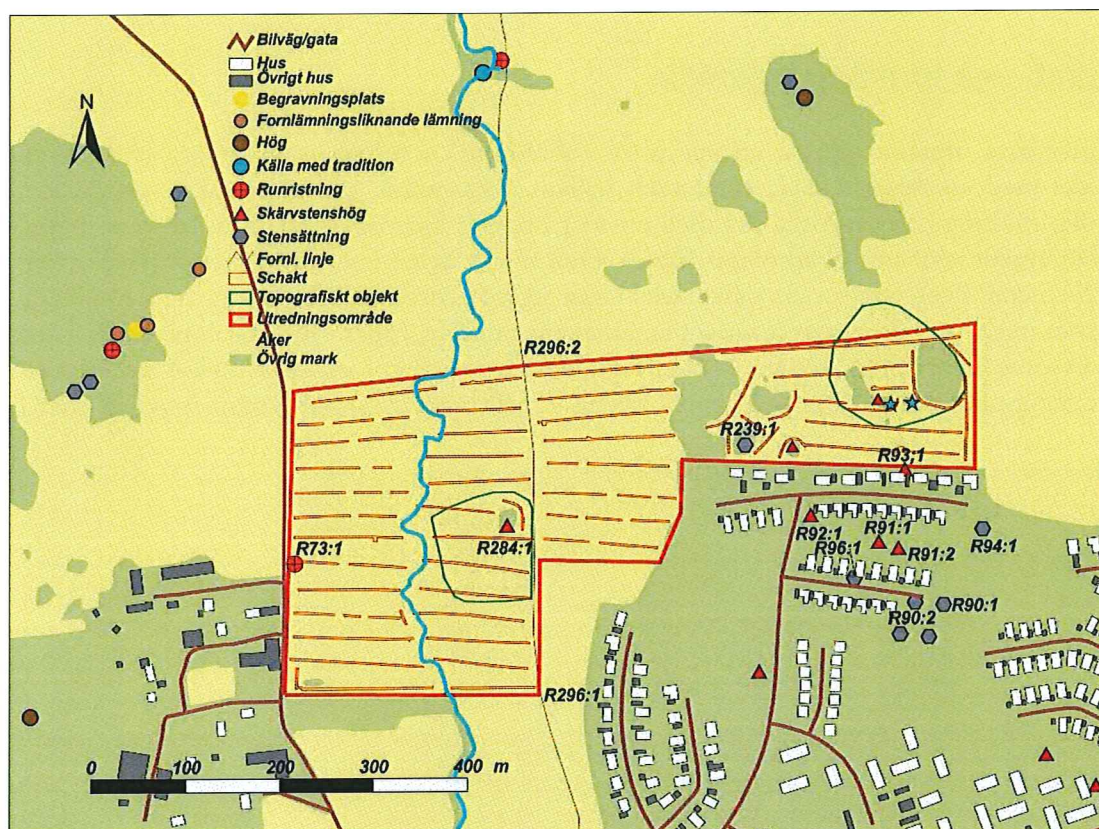 Bilväg/gata
Hus
Övrigt hus
Begravningsplats
Fornlämningsliknande lämning
Hög
Källa med tradition
Runristning
Skärvstenshög
Stensättning
Fornl. linje
Schakt
Topografiskt objekt
Utredningsområde
Åker
Övrig mark
N
R296:2
R239:1
R93:1
R284:1
R73:1
R92:1
R91:1
R91:2
R96:1
R94:1
R90:1
R90:2
R296:1
0 100 200 300 400 m